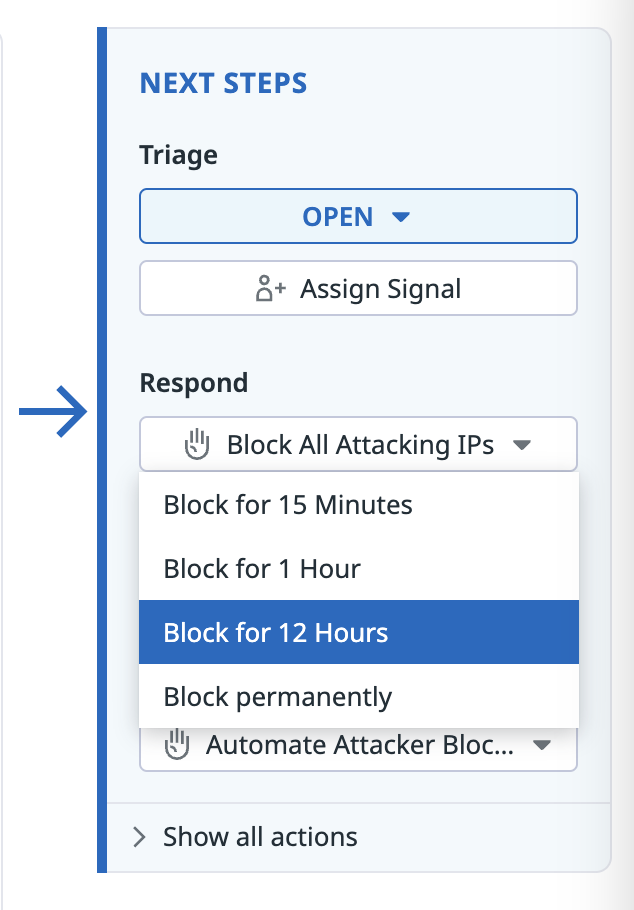 NEXT STEPS
Triage
OPEN
Assign Signal
Respond
Block All Attacking IPs
Block for 15 Minutes
Block for 1 Hour
Block for 12 Hours
Block permanently
Automate Attacker Bloc...
Show all actions